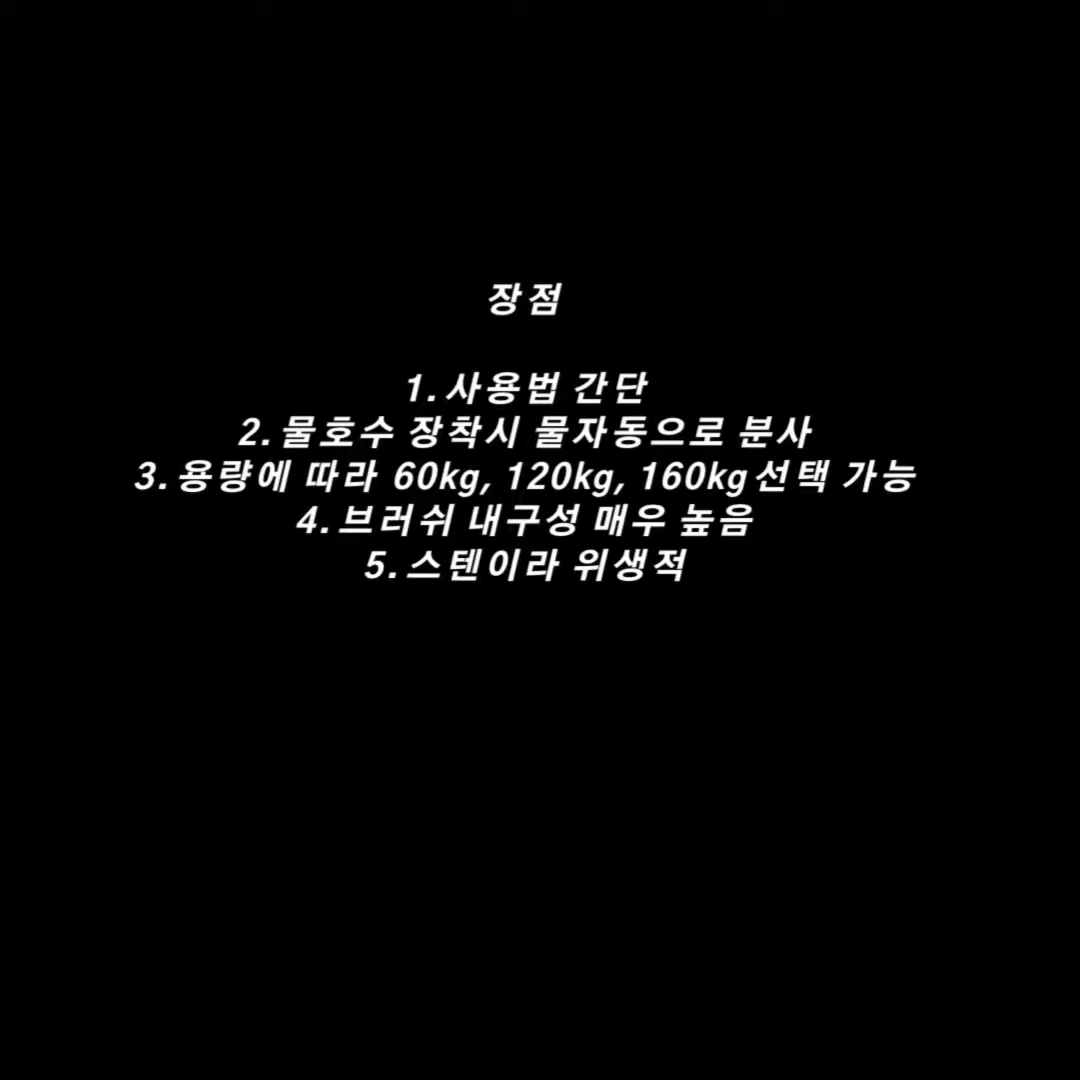 장점
1.사용법 간단
2.물호수 장착시 물자동으로 분사
3.용량에 따라 60kg, 120kg, 160kg선택 가능
4.브러쉬 내구성 매우 높음
5.스텐이라 위생적